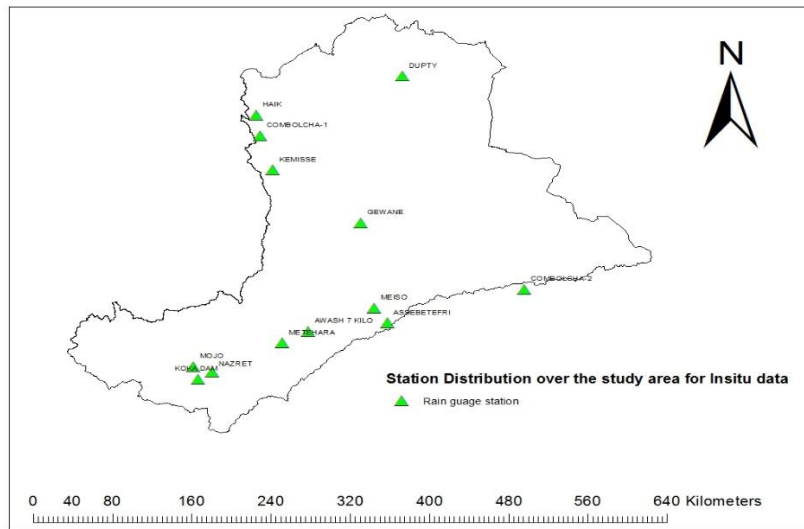 N
DUPTY
HAIK
COMBOLCHA-1
KEMISSE
GEWANE
COMBOLCHA-2
MEISO
ASSEBETEFRI
AWASH 7 KILO
METEHARA
MOJO
NAZRET
KOKA DAM
Station Distribution over the study area for Insitu data
Rain guage station
0 40 80 160 240 320 400 480 560 640 Kilometers